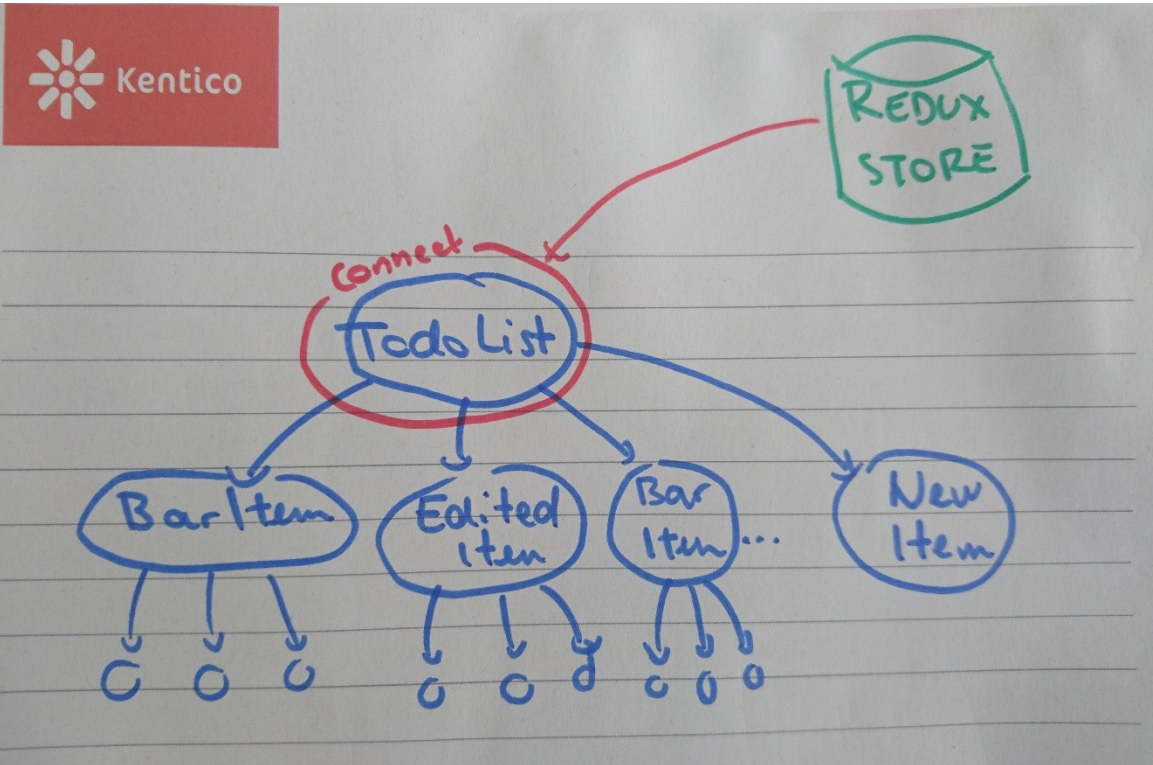 Kentico
REDUX
STORE
connect
TodoList
BarItem
Edited
Item
Bar
Item...
New
Item